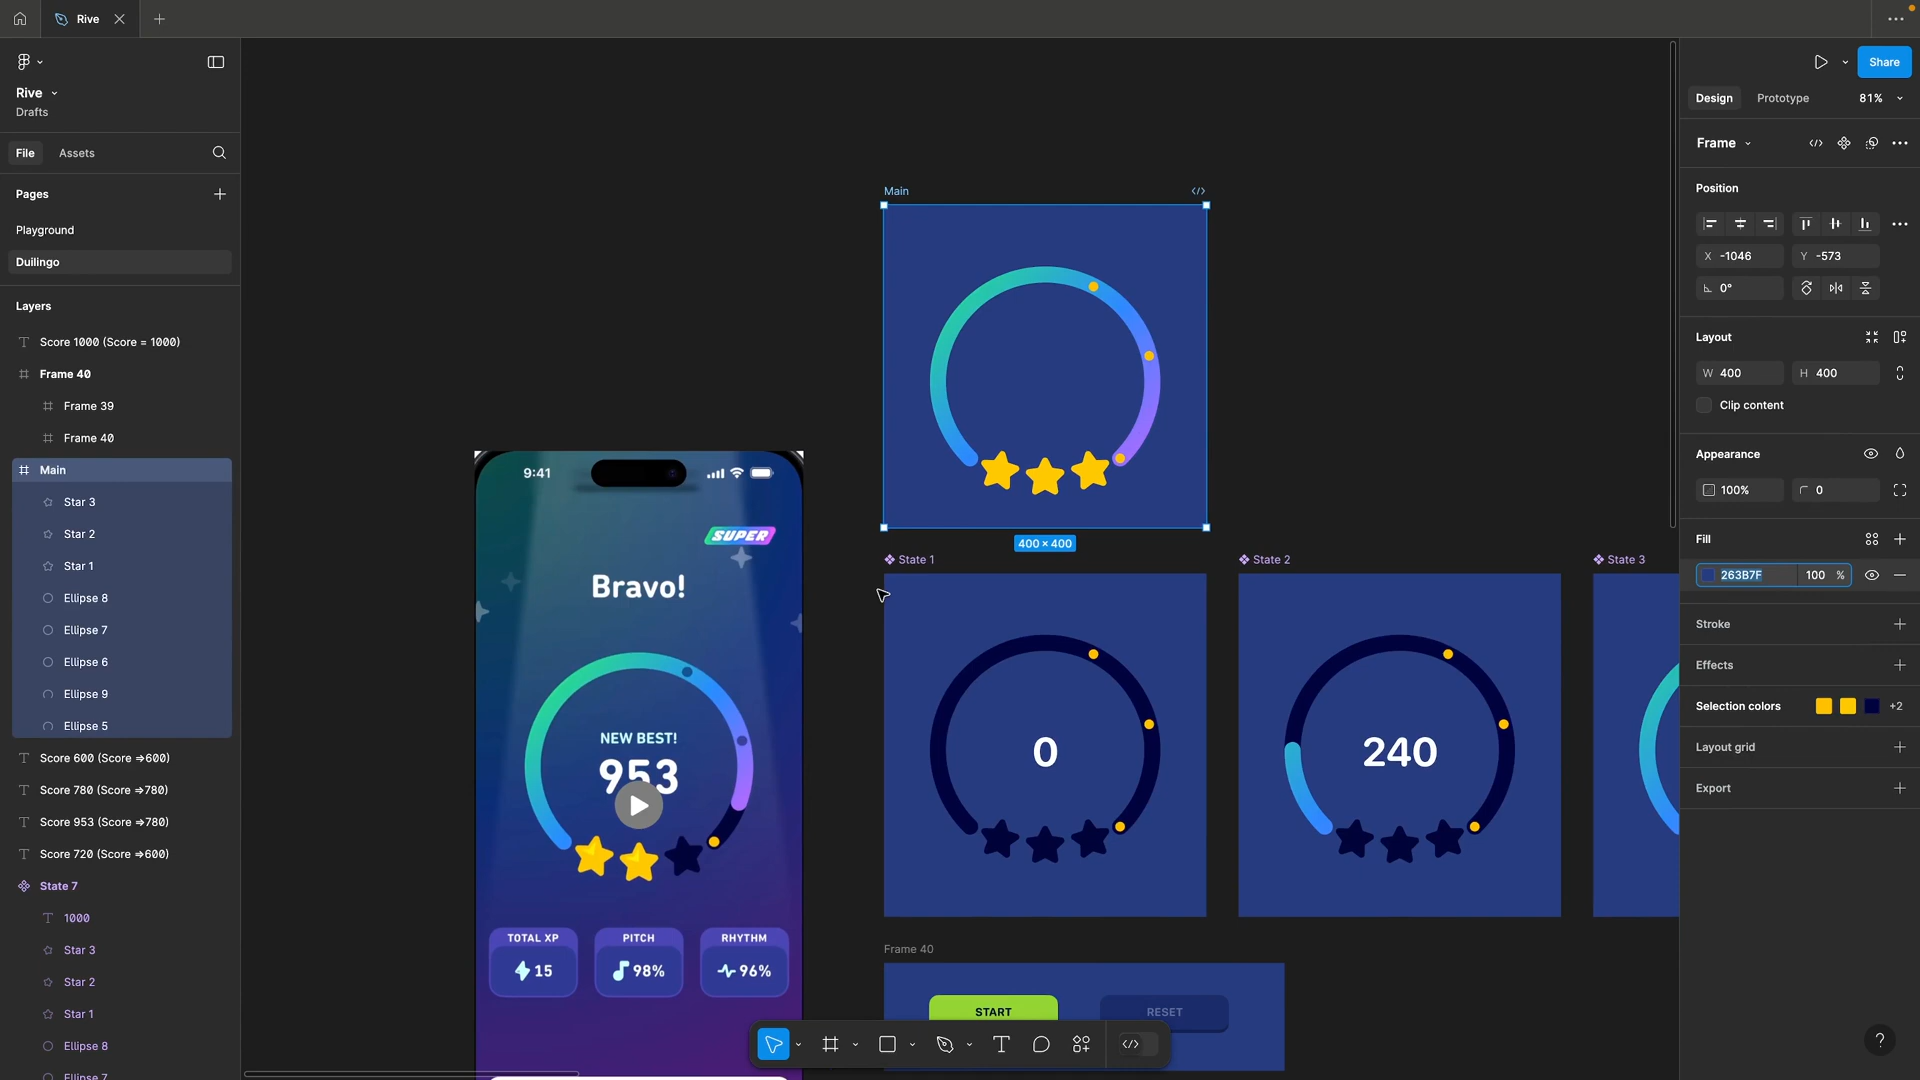 Rive
Rive
Drafts
File
Assets
Pages
Playground
Duilingo
Layers
Score 1000 (Score = 1000)
Frame 40
Frame 39
Frame 40
Main
Star 3
Star 2
Star 1
Ellipse 8
Ellipse 7
Ellipse 6
Ellipse 9
Ellipse 5
Score 600 (Score =>600)
Score 780 (Score =>780)
Score 953 (Score =>780)
Score 720 (Score =>600)
State 7
1000
Star 3
Star 2
Star 1
Ellipse 8
Ellipse 7
Main
400 × 400
9:41
SUPER
Bravo!
NEW BEST!
953
TOTAL XP
15
PITCH
98%
RHYTHM
96%
State 1
0
State 2
240
State 3
Frame 40
START
RESET
Share
Design
Prototype
81%
Frame
Position
X -1046
Y -573
0°
Layout
W 400
H 400
Clip content
Appearance
100%
0
Fill
263B7F
100 %
Stroke
Effects
Selection colors
+2
Layout grid
Export
?